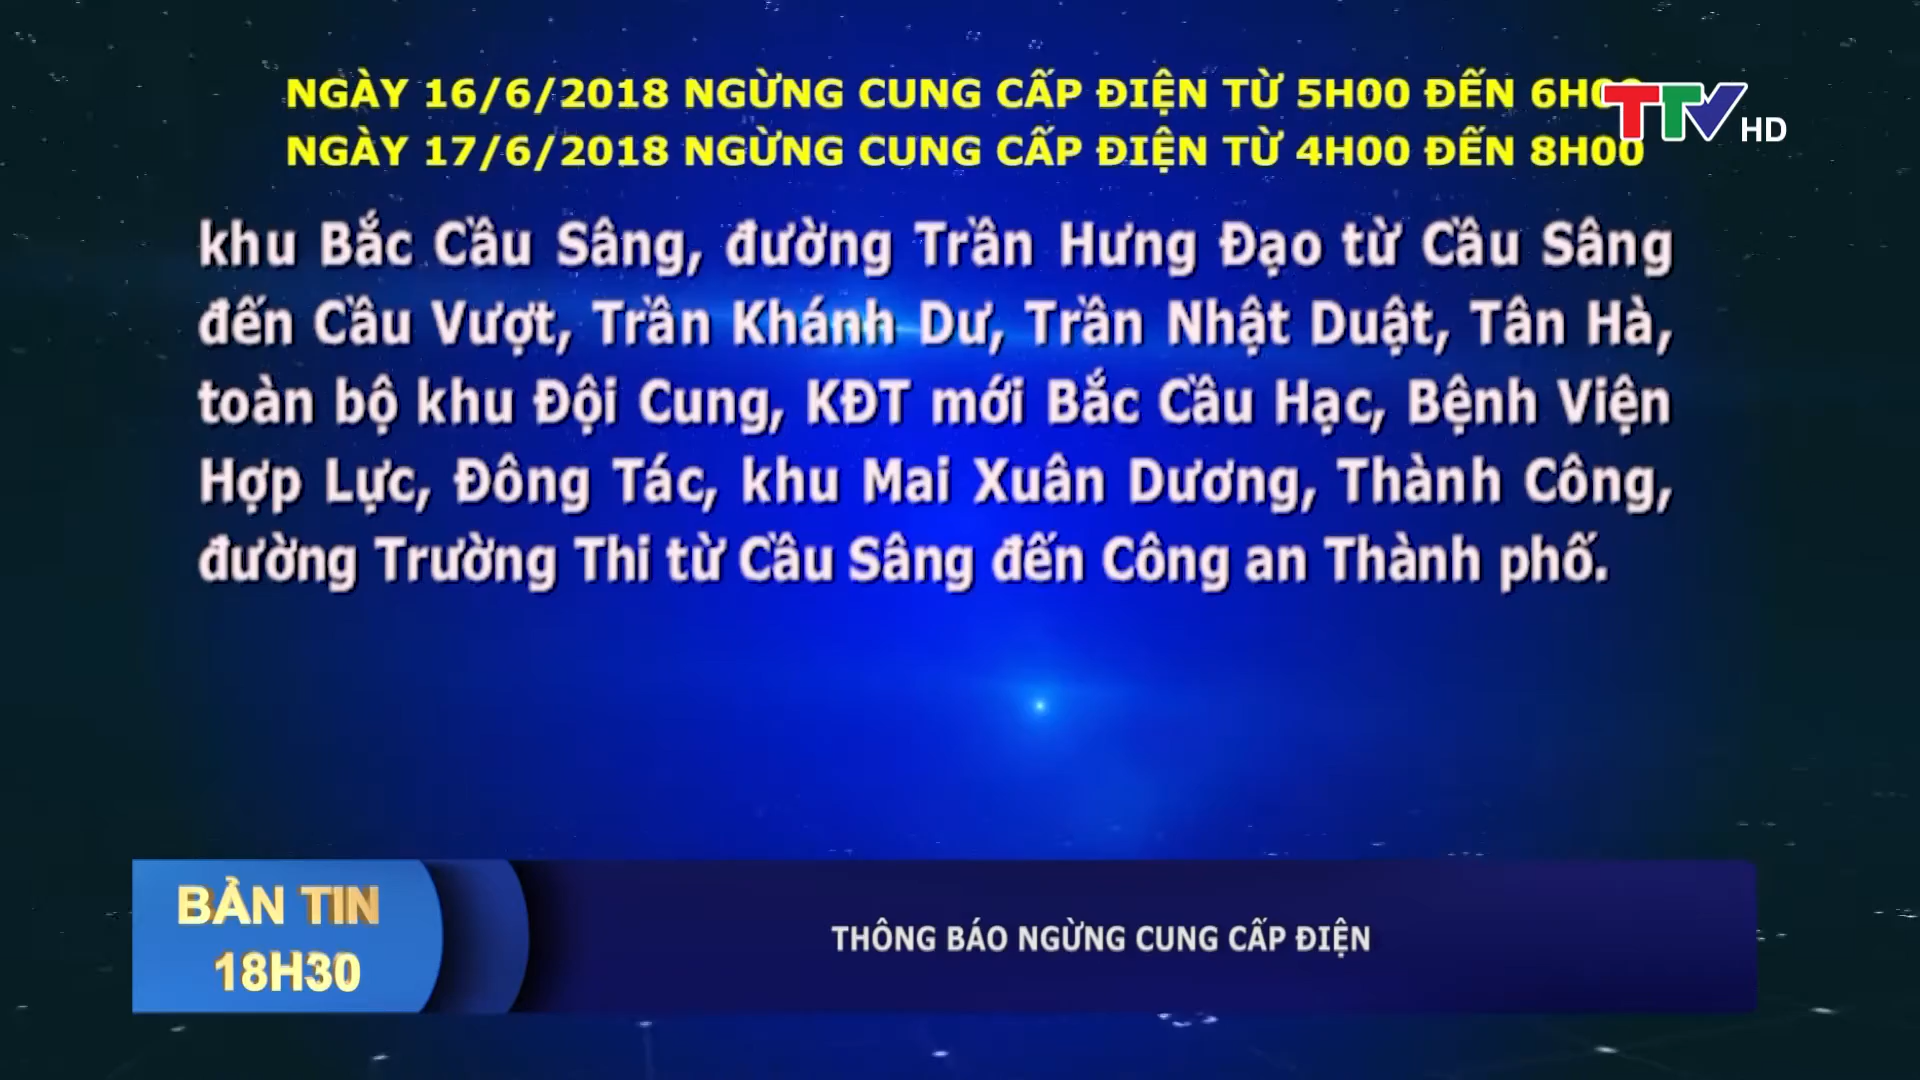 NGÀY 16/6/2018 NGỪNG CUNG CẤP ĐIỆN TỪ 5H00 ĐẾN 6H00
TTV HD
NGÀY 17/6/2018 NGỪNG CUNG CẤP ĐIỆN TỪ 4H00 ĐẾN 8H00
khu Bắc Cầu Sâng, đường Trần Hưng Đạo từ Cầu Sâng
đến Cầu Vượt, Trần Khánh Dư, Trần Nhật Duật, Tân Hà,
toàn bộ khu Đội Cung, KĐT mới Bắc Cầu Hạc, Bệnh Viện
Hợp Lực, Đông Tác, khu Mai Xuân Dương, Thành Công,
đường Trường Thi từ Cầu Sâng đến Công an Thành phố.
BẢN TIN
18H30
THÔNG BÁO NGỪNG CUNG CẤP ĐIỆN